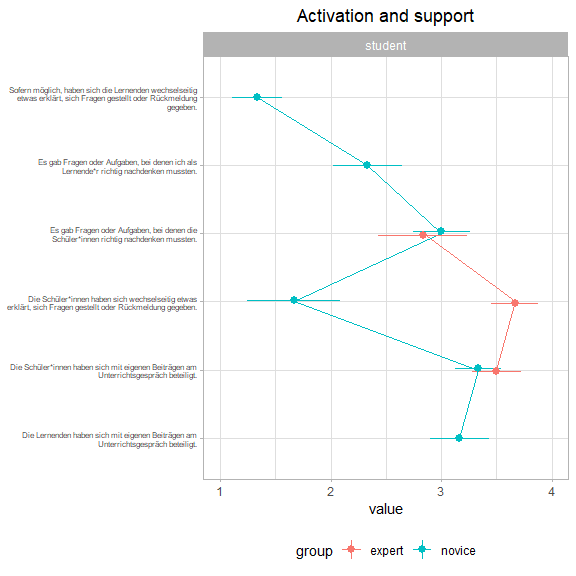 Activation and support
student
Sofern möglich, haben sich die Lernenden wechselseitig
etwas erklärt, sich Fragen gestellt oder Rückmeldung
gegeben.
Es gab Fragen oder Aufgaben, bei denen ich als
Lernende*r richtig nachdenken mussten.
Es gab Fragen oder Aufgaben, bei denen die
Schüler*innen richtig nachdenken mussten.
Die Schüler*innen haben sich wechselseitig etwas
erklärt, sich Fragen gestellt oder Rückmeldung gegeben.
Die Schüler*innen haben sich mit eigenen Beiträgen am
Unterrichtsgespräch beteiligt.
Die Lernenden haben sich mit eigenen Beiträgen am
Unterrichtsgespräch beteiligt.
1 2 3 4
value
group expert novice